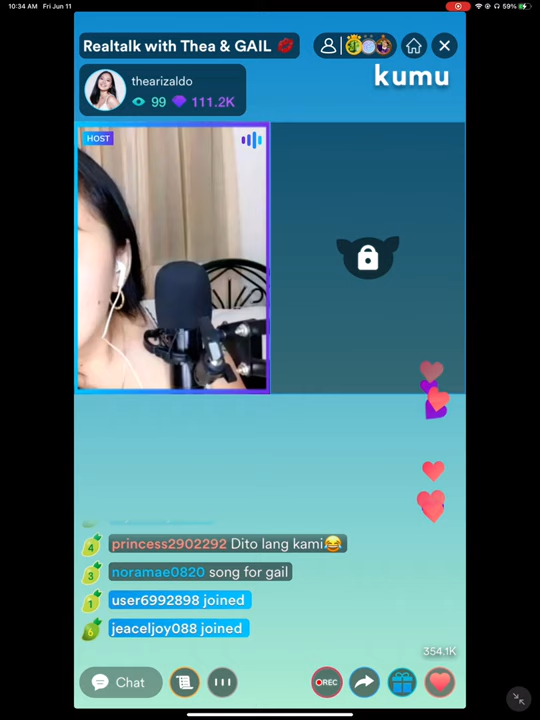 10:34 AM Fri Jun 11
59%
Realtalk with Thea & GAIL 💋
kumu
thearizaldo
99 111.2K
HOST
4 princess2902292 Dito lang kami😂
3 noramae0820 song for gail
1 user6992898 joined
6 jeaceljoy088 joined
354.1K
Chat
REC